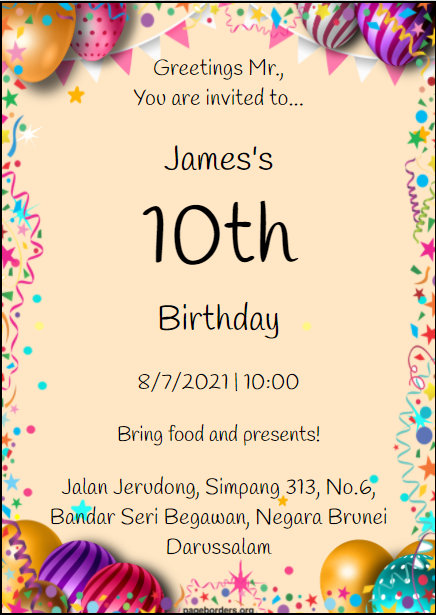 Greetings Mr.,
You are invited to...
James's
10th
Birthday
8/7/2021 | 10:00
Bring food and presents!
Jalan Jerudong, Simpang 313, No.6,
Bandar Seri Begawan, Negara Brunei
Darussalam
pageborders.org